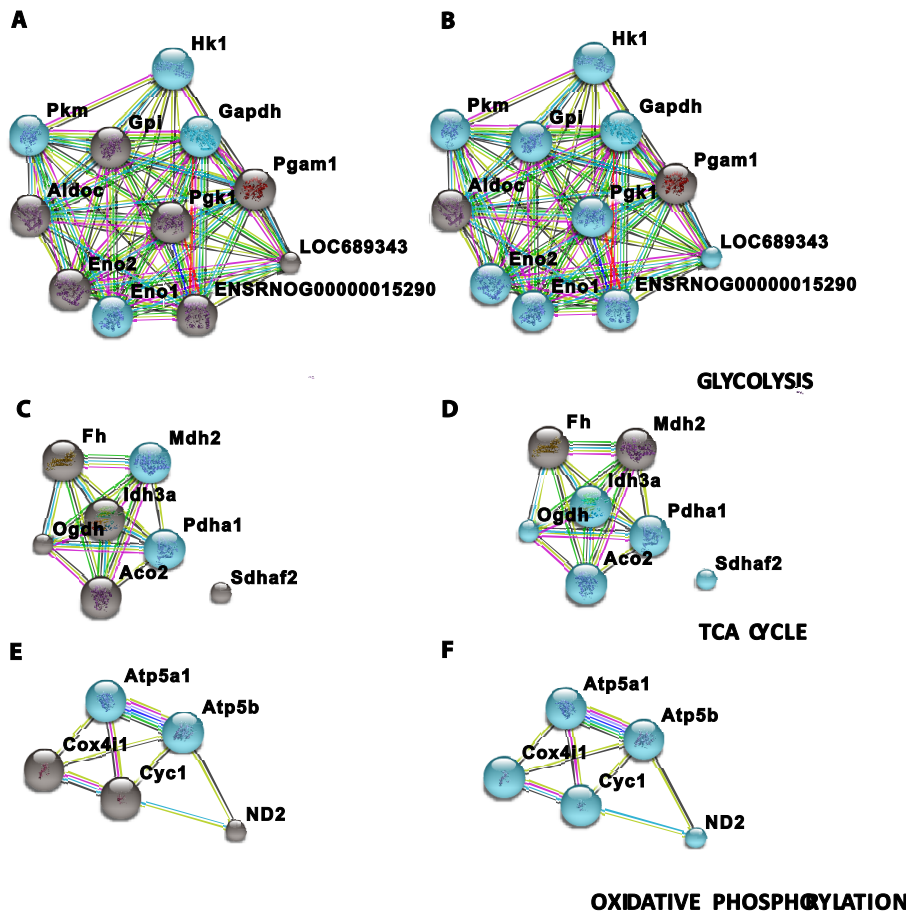 A
Hk1
Pkm
Gpi
Gapdh
Pgam1
Aldoc
Pgk1
LOC689343
Eno2
Eno1
ENSRNOG00000015290
B
Hk1
Pkm
Gpi
Gapdh
Pgam1
Aldoc
Pgk1
LOC689343
Eno2
Eno1
ENSRNOG00000015290
GLYCOLYSIS
C
Fh
Mdh2
Idh3a
Ogdh
Pdha1
Aco2
Sdhaf2
D
Fh
Mdh2
Idh3a
Ogdh
Pdha1
Aco2
Sdhaf2
TCA CYCLE
E
Atp5a1
Atp5b
Cox4i1
Cyc1
ND2
F
Atp5a1
Atp5b
Cox4i1
Cyc1
ND2
OXIDATIVE PHOSPHORYLATION